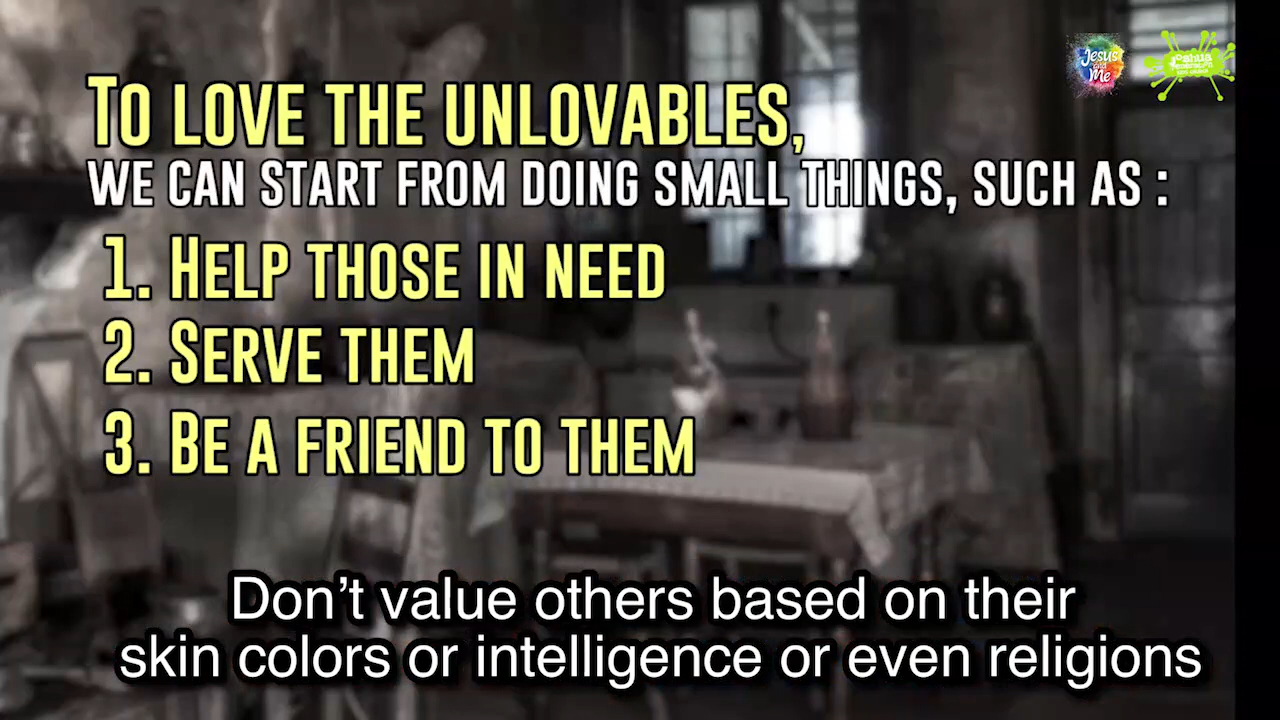 Jesus
and
Me
TO LOVE THE UNLOVABLES,
WE CAN START FROM DOING SMALL THINGS, SUCH AS :
1. HELP THOSE IN NEED
2. SERVE THEM
3. BE A FRIEND TO THEM
Don’t value others based on their
skin colors or intelligence or even religions